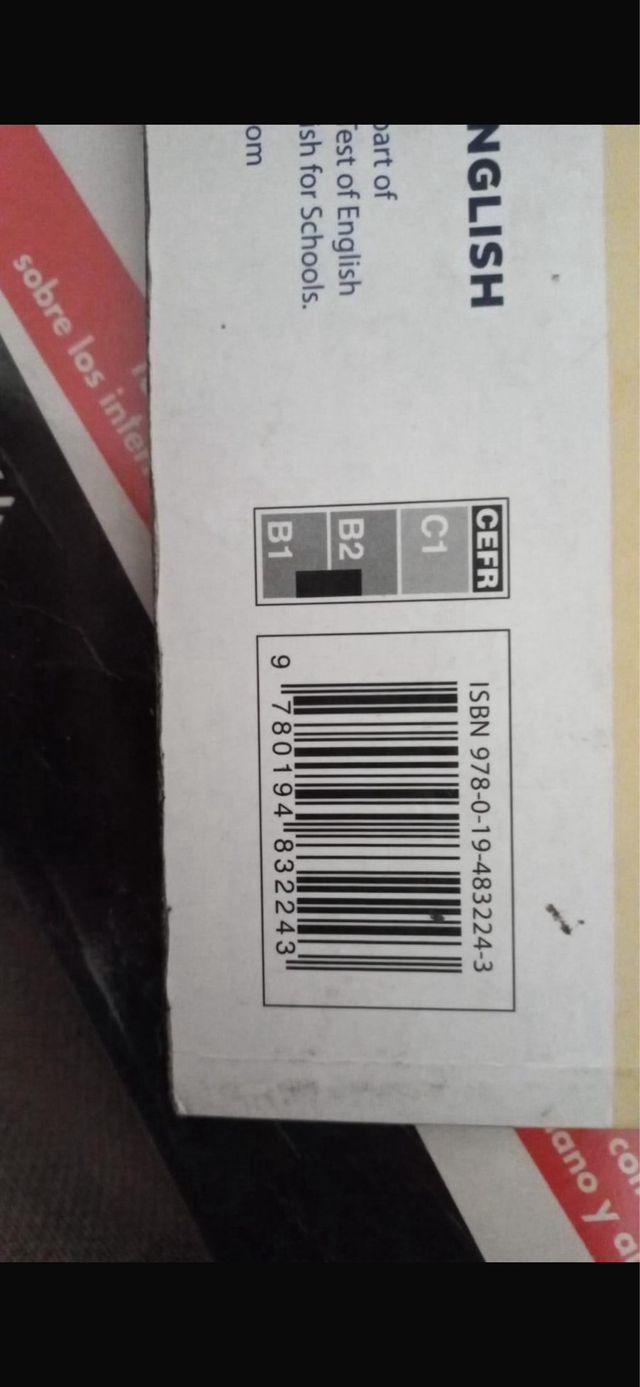 NGLISH
part of
Test of English
ish for Schools.
om
CEFR
C1
B2
B1
ISBN 978-0-19-483224-3
9 780194 832243
sobre los inter
con
ano y a